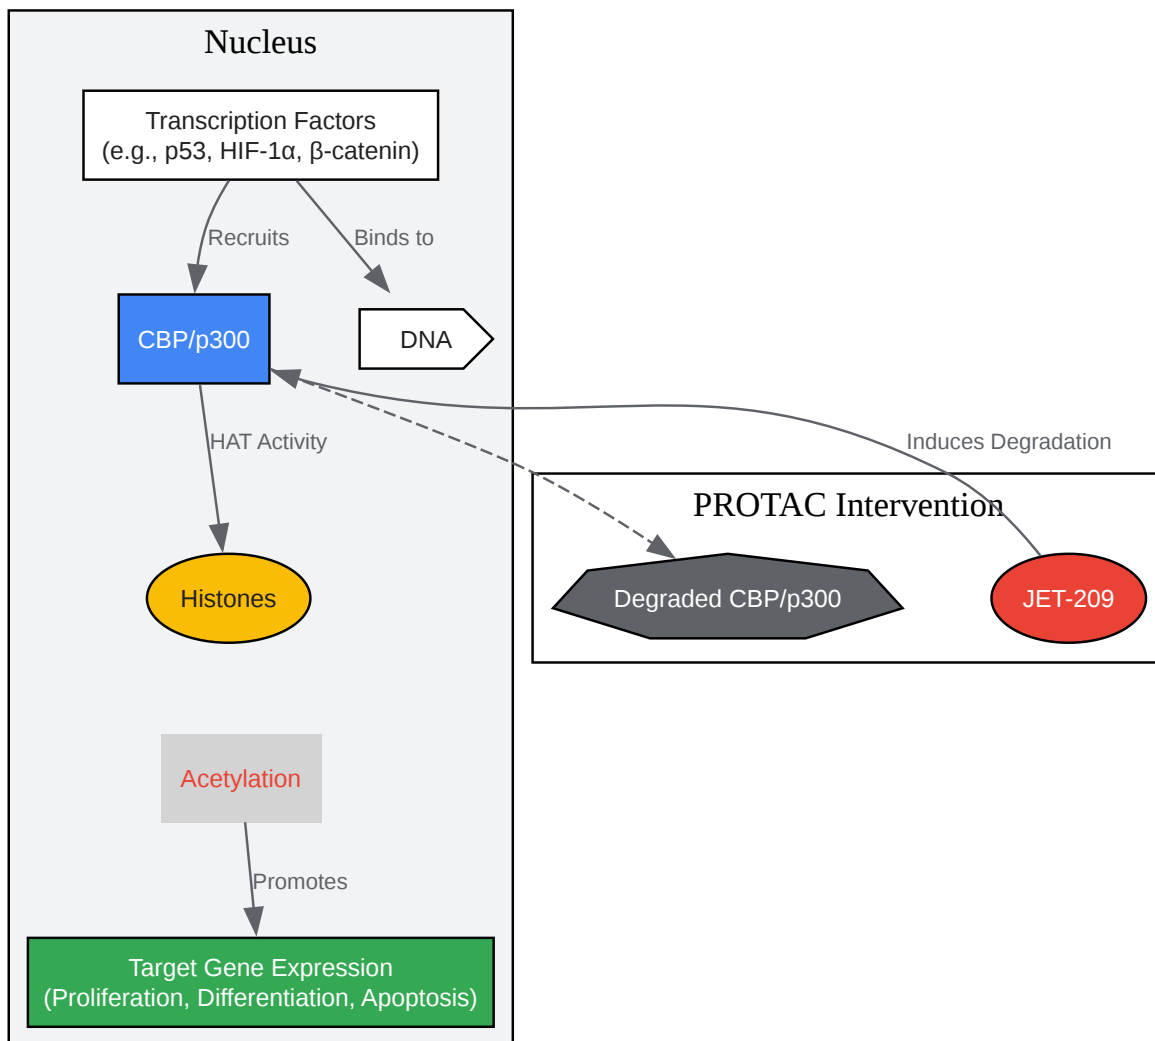 Nucleus
Transcription Factors
(e.g., p53, HIF-1α, β-catenin)
Recruits
Binds to
CBP/p300
DNA
HAT Activity
Induces Degradation
PROTAC Intervention
Histones
Degraded CBP/p300
JET-209
Acetylation
Promotes
Target Gene Expression
(Proliferation, Differentiation, Apoptosis)